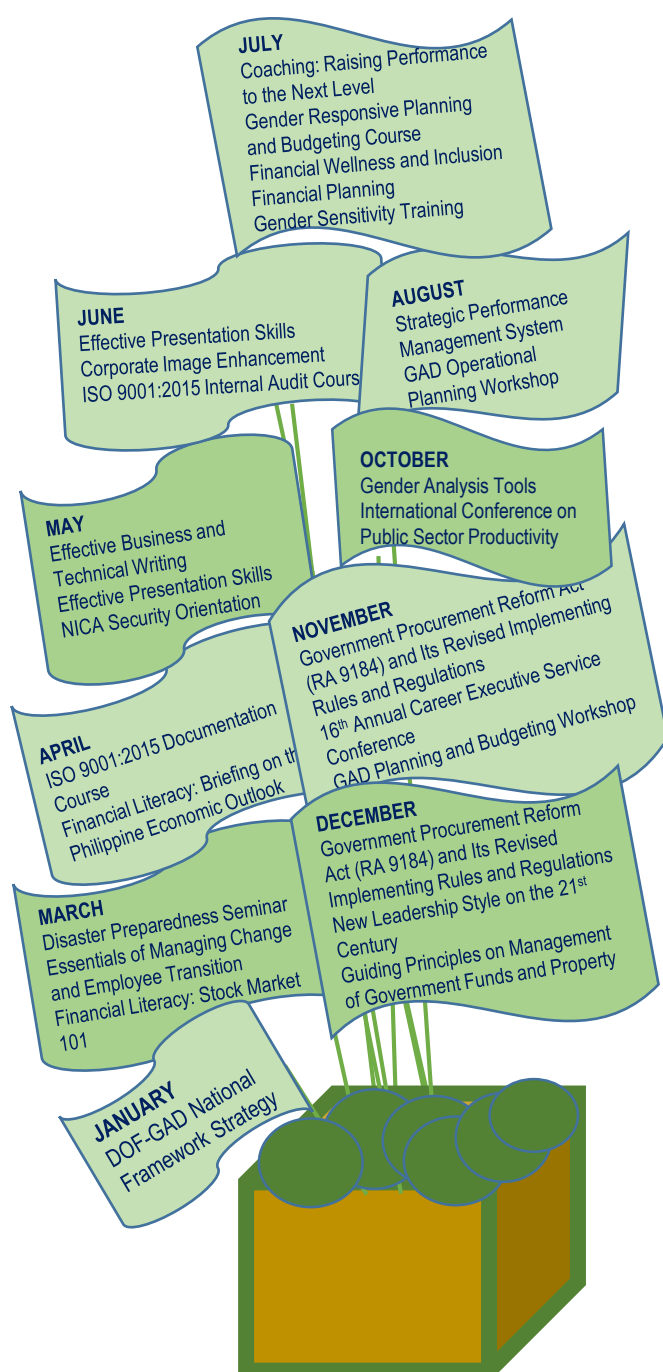 JULY
Coaching: Raising Performance
to the Next Level
Gender Responsive Planning
and Budgeting Course
Financial Wellness and Inclusion
Financial Planning
Gender Sensitivity Training
JUNE
Effective Presentation Skills
Corporate Image Enhancement
ISO 9001:2015 Internal Audit Cours
AUGUST
Strategic Performance
Management System
GAD Operational
Planning Workshop
MAY
Effective Business and
Technical Writing
Effective Presentation Skills
NICA Security Orientation
OCTOBER
Gender Analysis Tools
International Conference on
Public Sector Productivity
APRIL
ISO 9001:2015 Documentation
Course
Financial Literacy: Briefing on th
Philippine Economic Outlook
NOVEMBER
Government Procurement Reform Act
(RA 9184) and Its Revised Implementing
Rules and Regulations
16th Annual Career Executive Service
Conference
GAD Planning and Budgeting Workshop
MARCH
Disaster Preparedness Seminar
Essentials of Managing Change
and Employee Transition
Financial Literacy: Stock Market
101
DECEMBER
Government Procurement Reform
Act (RA 9184) and Its Revised
Implementing Rules and Regulations
New Leadership Style on the 21st
Century
Guiding Principles on Management
of Government Funds and Property
JANUARY
DOF-GAD National
Framework Strategy